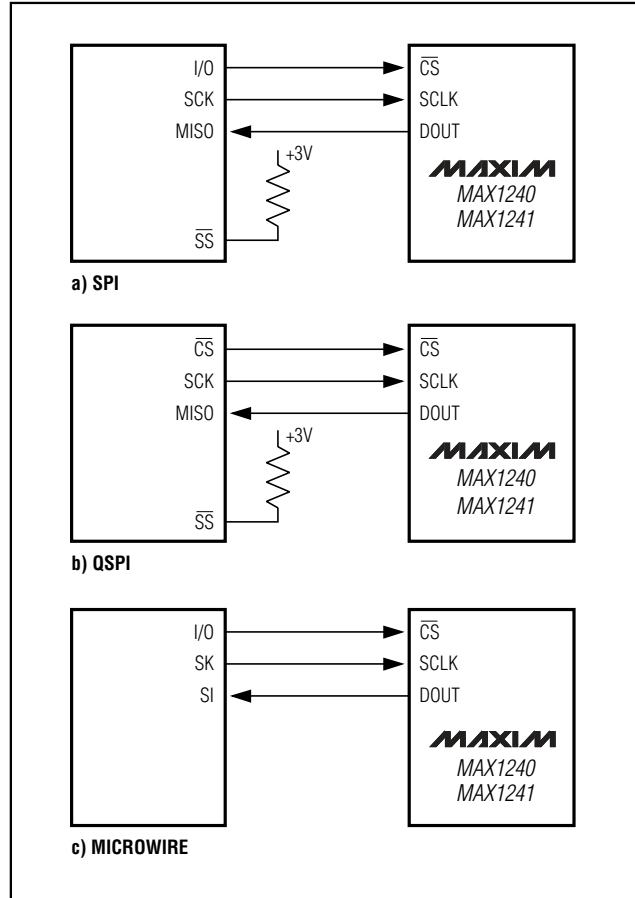 I/O
CS
SCK
SCLK
MISO
DOUT
+3V
MAXIM
MAX1240
MAX1241
SS
a) SPI
CS
CS
SCK
SCLK
MISO
DOUT
+3V
MAXIM
MAX1240
MAX1241
SS
b) QSPI
I/O
CS
SK
SCLK
SI
DOUT
MAXIM
MAX1240
MAX1241
c) MICROWIRE